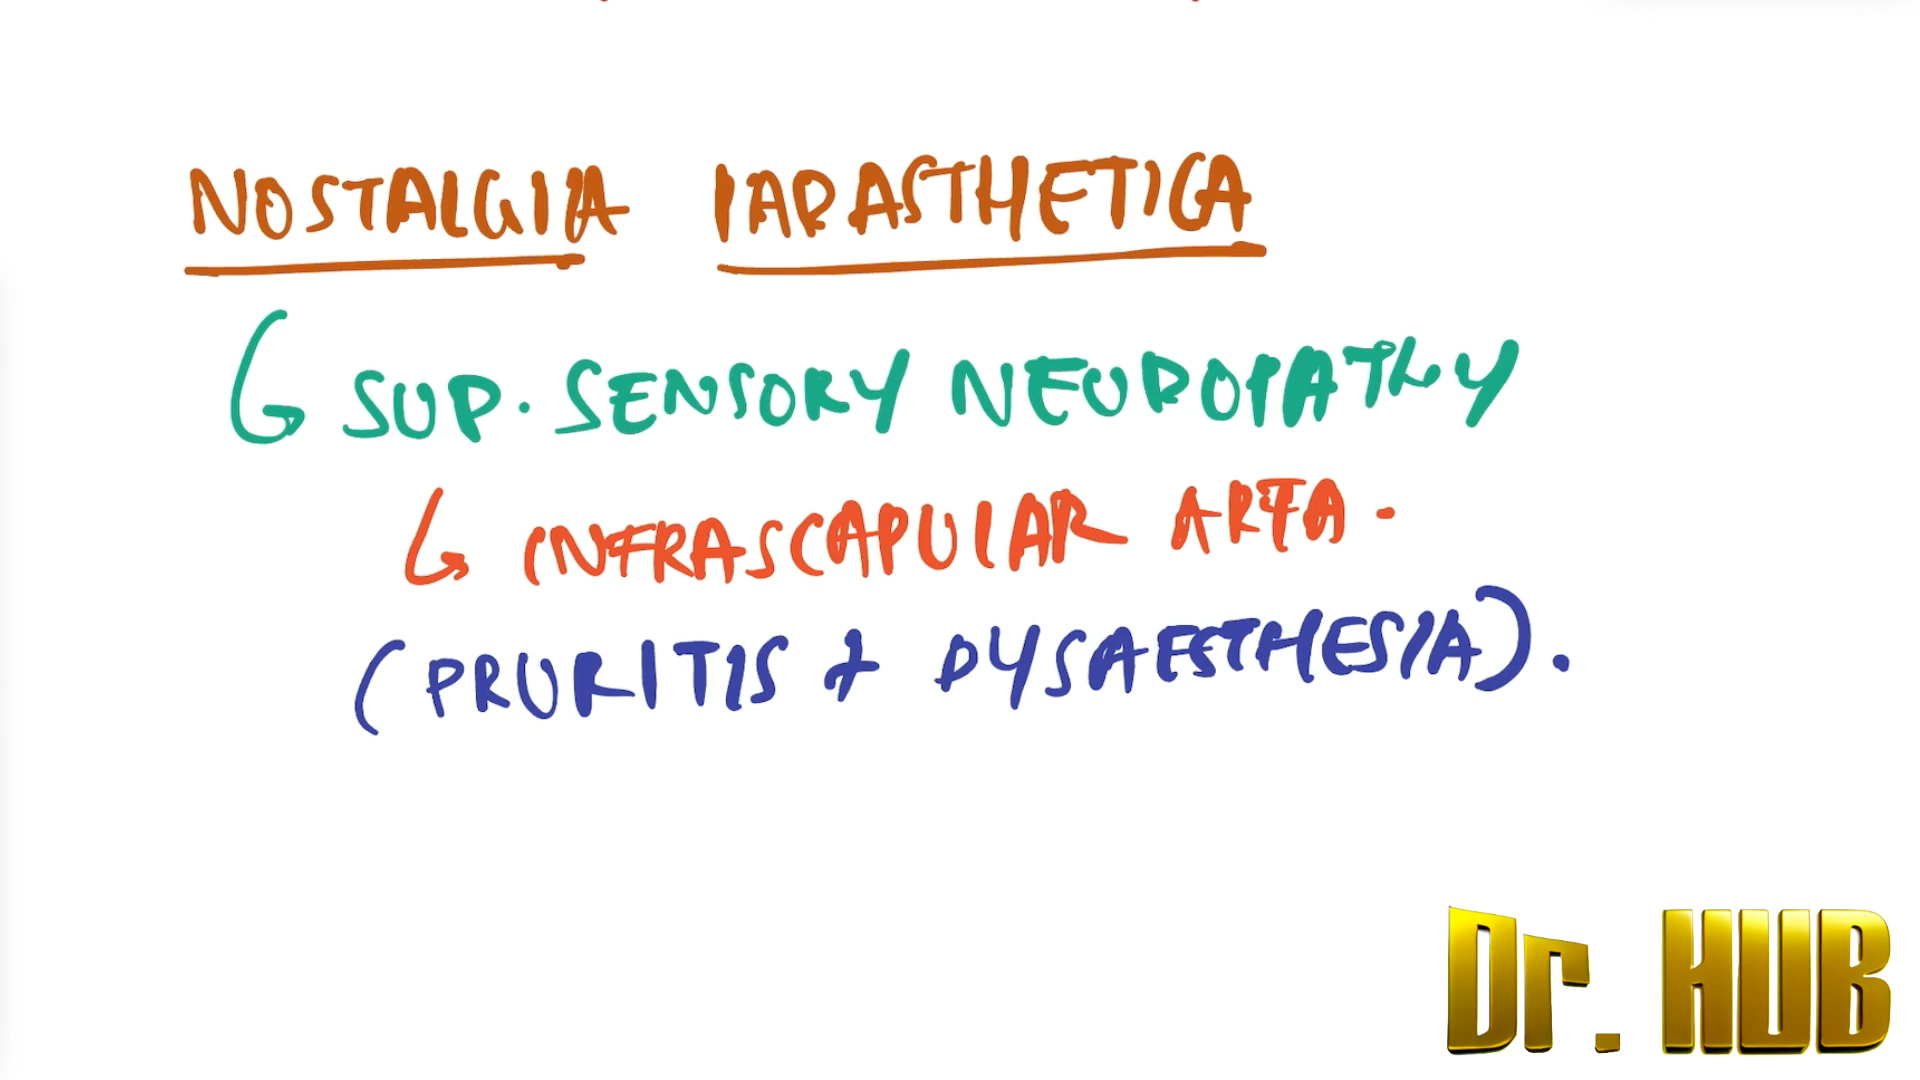 NOSTALGIA PARASTHETICA
SUP. SENSORY NEUROPATHY
INFRASCAPULAR AREA.
(PRURITIS & DYSAESTHESIA).
Dr. HUB